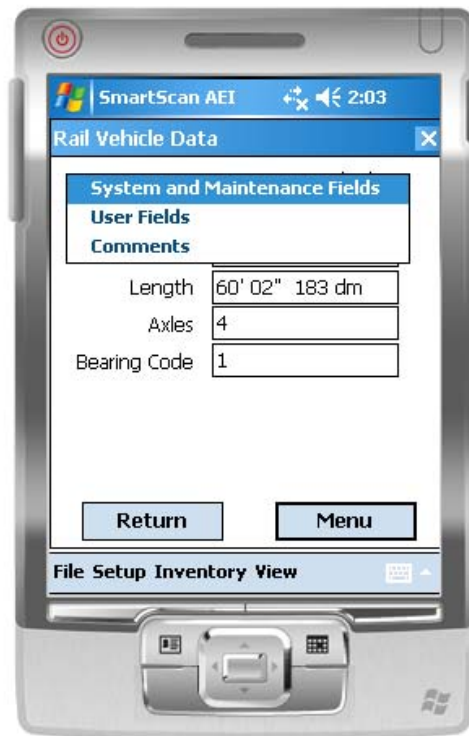 SmartScan AEI 2:03
Rail Vehicle Data
System and Maintenance Fields
User Fields
Comments
Length 60' 02" 183 dm
Axles 4
Bearing Code 1
Return Menu
File Setup Inventory View